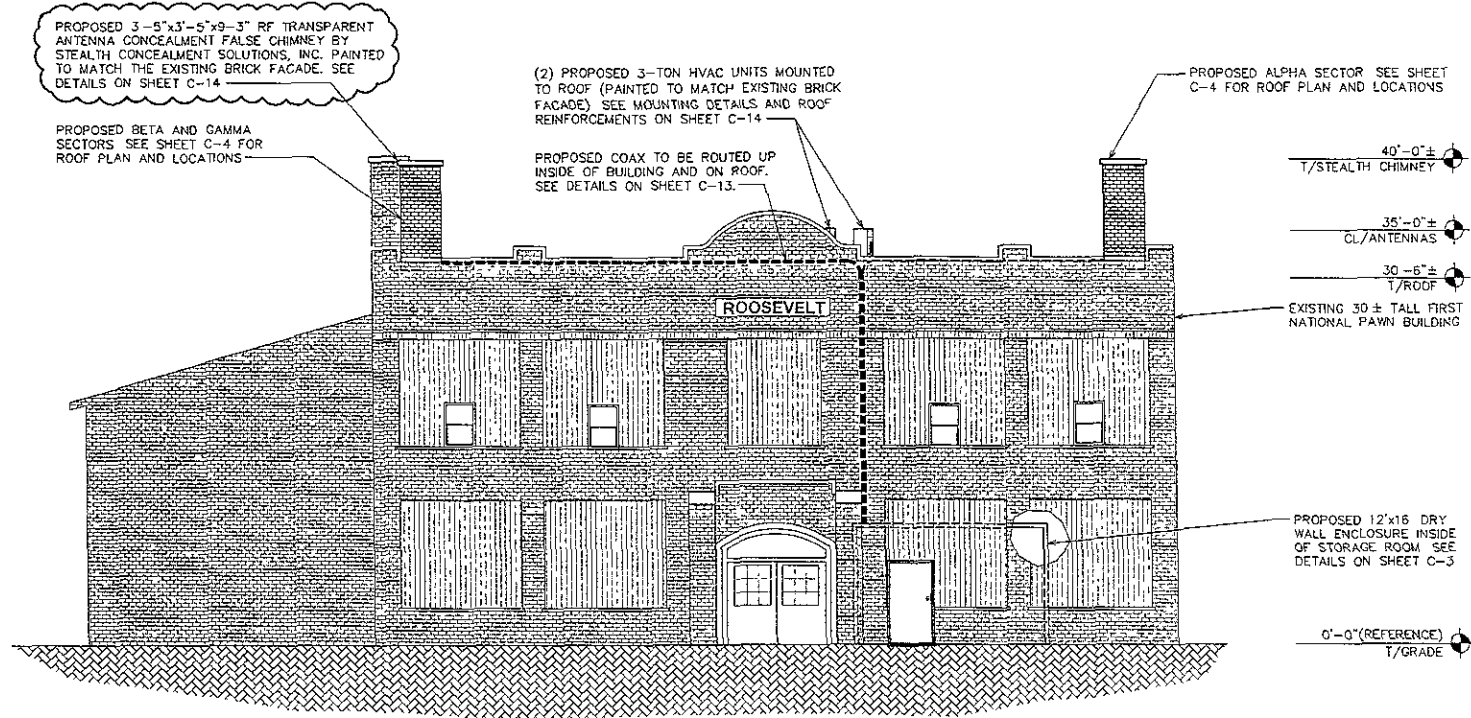 PROPOSED 3-5"x3'-5"x9-3" RF TRANSPARENT
ANTENNA CONCEALMENT FALSE CHIMNEY BY
STEALTH CONCEALMENT SOLUTIONS, INC. PAINTED
TO MATCH THE EXISTING BRICK FACADE. SEE
DETAILS ON SHEET C-14
PROPOSED BETA AND GAMMA
SECTORS SEE SHEET C-4 FOR
ROOF PLAN AND LOCATIONS
(2) PROPOSED 3-TON HVAC UNITS MOUNTED
TO ROOF (PAINTED TO MATCH EXISTING BRICK
FACADE) SEE MOUNTING DETAILS AND ROOF
REINFORCEMENTS ON SHEET C-14
PROPOSED COAX TO BE ROUTED UP
INSIDE OF BUILDING AND ON ROOF.
SEE DETAILS ON SHEET C-13.
PROPOSED ALPHA SECTOR SEE SHEET
C-4 FOR ROOF PLAN AND LOCATIONS
40'-0"±
T/STEALTH CHIMNEY
35'-0"±
CL/ANTENNAS
30-6"±
T/ROOF
EXISTING 30± TALL FIRST
NATIONAL PAWN BUILDING
ROOSEVELT
PROPOSED 12'x16 DRY
WALL ENCLOSURE INSIDE
OF STORAGE ROOM SEE
DETAILS ON SHEET C-3
0'-0"(REFERENCE)
T/GRADE